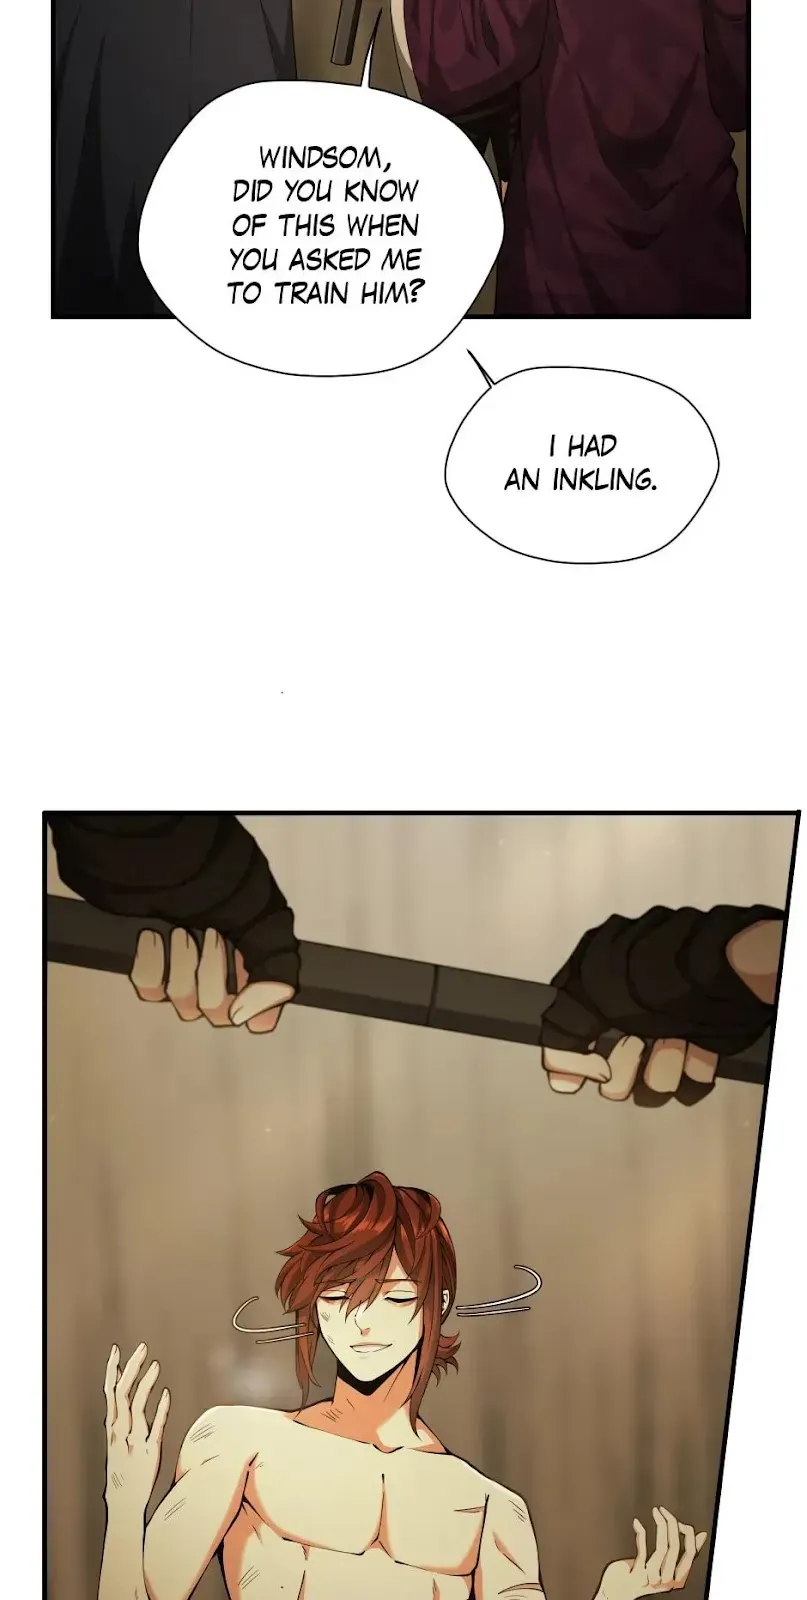 WINDSOM,
DID YOU KNOW
OF THIS WHEN
YOU ASKED ME
TO TRAIN HIM?
I HAD
AN INKLING.